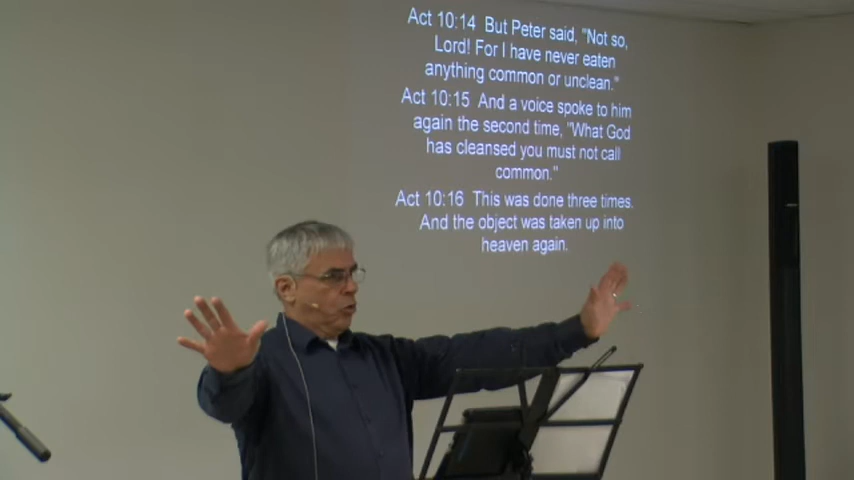 Act 10:14 But Peter said, "Not so,
Lord! For I have never eaten
anything common or unclean."
Act 10:15 And a voice spoke to him
again the second time, "What God
has cleansed you must not call
common."
Act 10:16 This was done three times.
And the object was taken up into
heaven again.